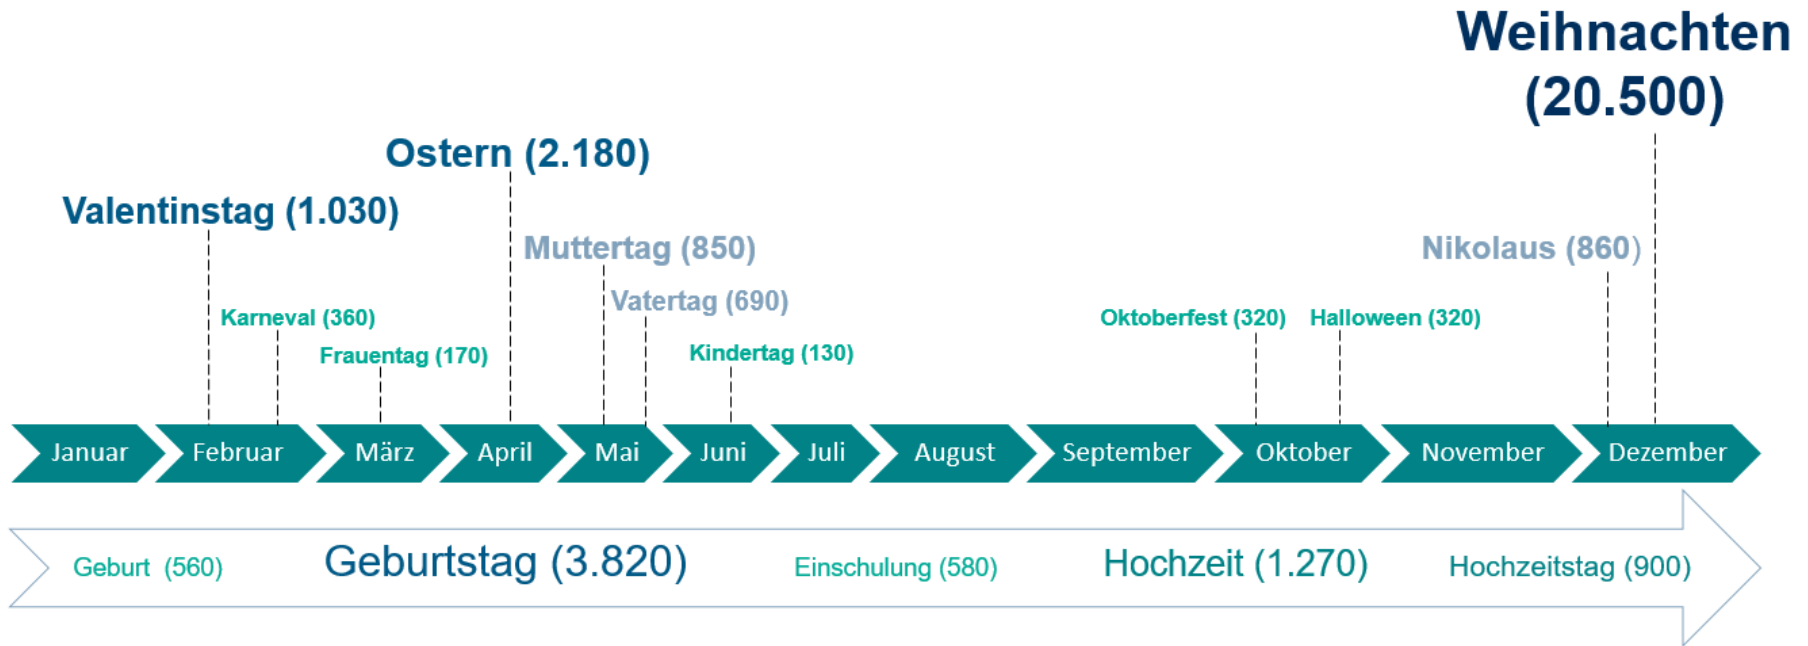 Weihnachten
(20.500)
Ostern (2.180)
Valentinstag (1.030)
Muttertag (850)
Nikolaus (860)
Vatertag (690)
Karneval (360)
Oktoberfest (320)
Halloween (320)
Frauentag (170)
Kindertag (130)
Januar
Februar
März
April
Mai
Juni
Juli
August
September
Oktober
November
Dezember
Geburt (560)
Geburtstag (3.820)
Einschulung (580)
Hochzeit (1.270)
Hochzeitstag (900)